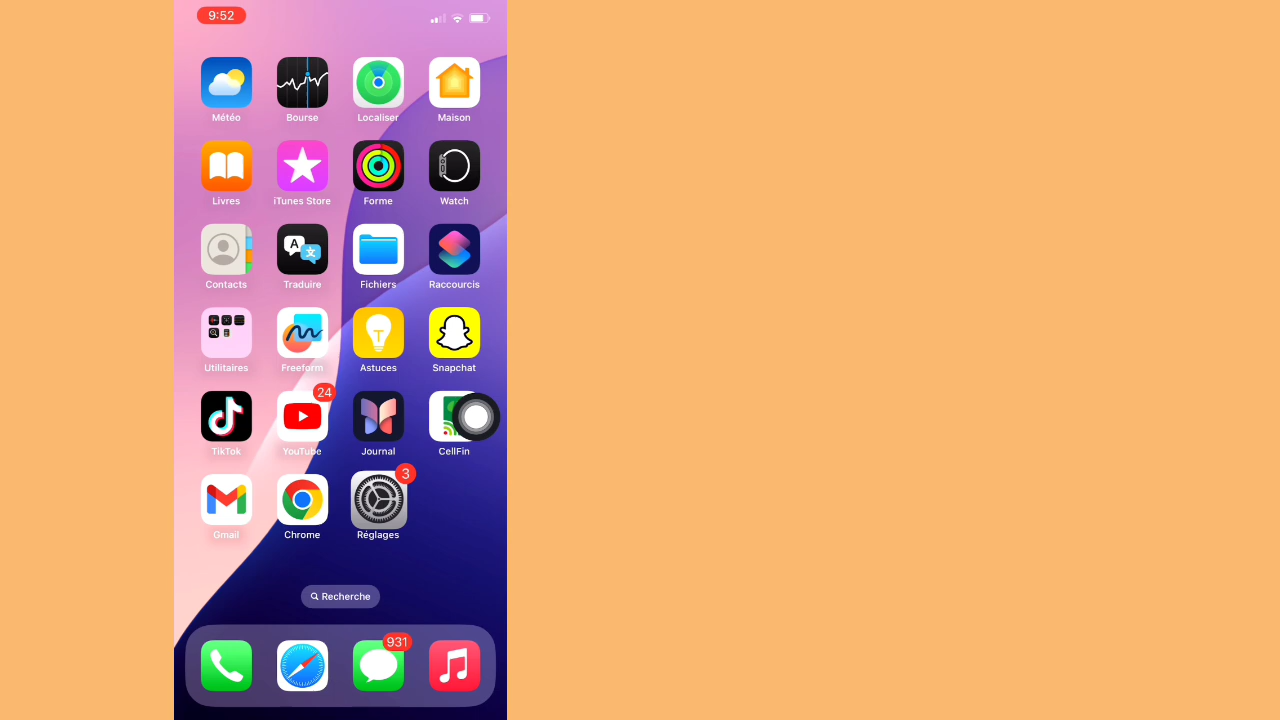 9:52
Météo Bourse Localiser Maison
Livres iTunes Store Forme Watch
A 文
Contacts Traduire Fichiers Raccourcis
Utilitaires Freeform Astuces Snapchat
24
TikTok YouTube Journal CellFin
3
Gmail Chrome Réglages
Recherche
931